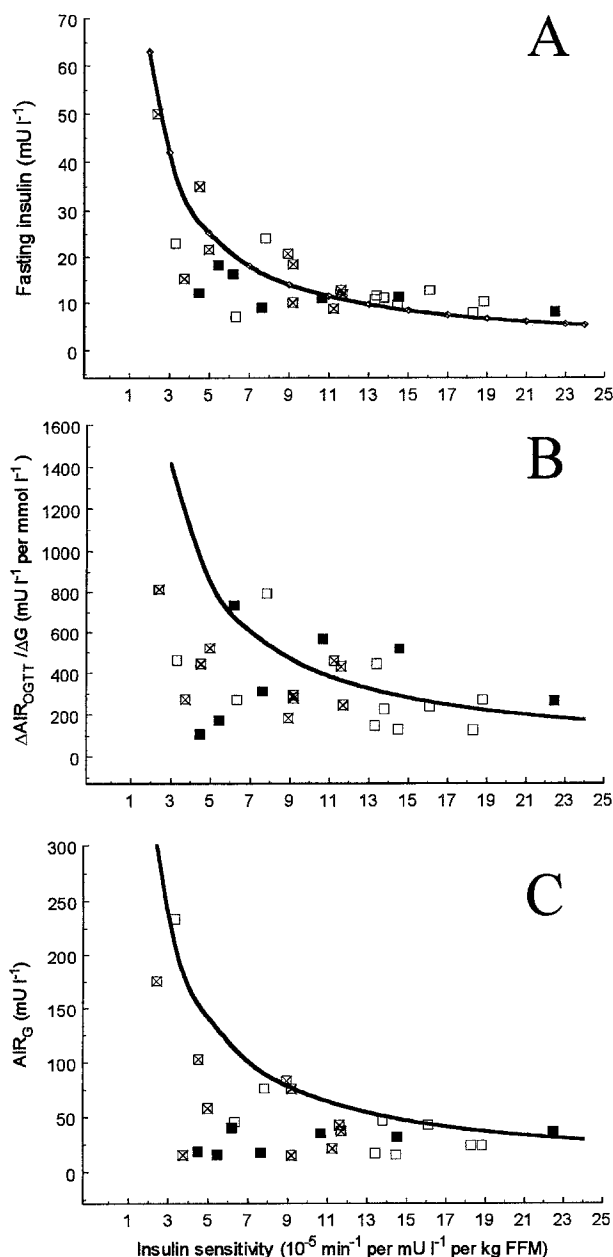 A
Fasting insulin (mU l⁻¹)
70
60
50
40
30
20
10
0
1 3 5 7 9 11 13 15 17 19 21 23 25
B
ΔAIR_OGTT /ΔG (mU l⁻¹ per mmol l⁻¹)
1600
1400
1200
1000
800
600
400
200
0
1 3 5 7 9 11 13 15 17 19 21 23 25
C
AIR_G (mU l⁻¹)
300
250
200
150
100
50
0
1 3 5 7 9 11 13 15 17 19 21 23 25
Insulin sensitivity (10⁻⁵ min⁻¹ per mU l⁻¹ per kg FFM)